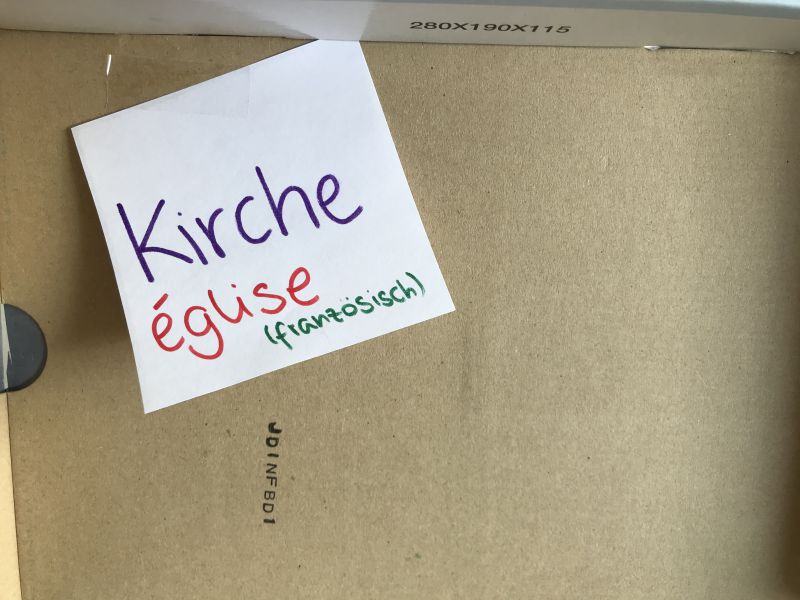 280X190X115
Kirche
église
(französisch)
JDINFBD1